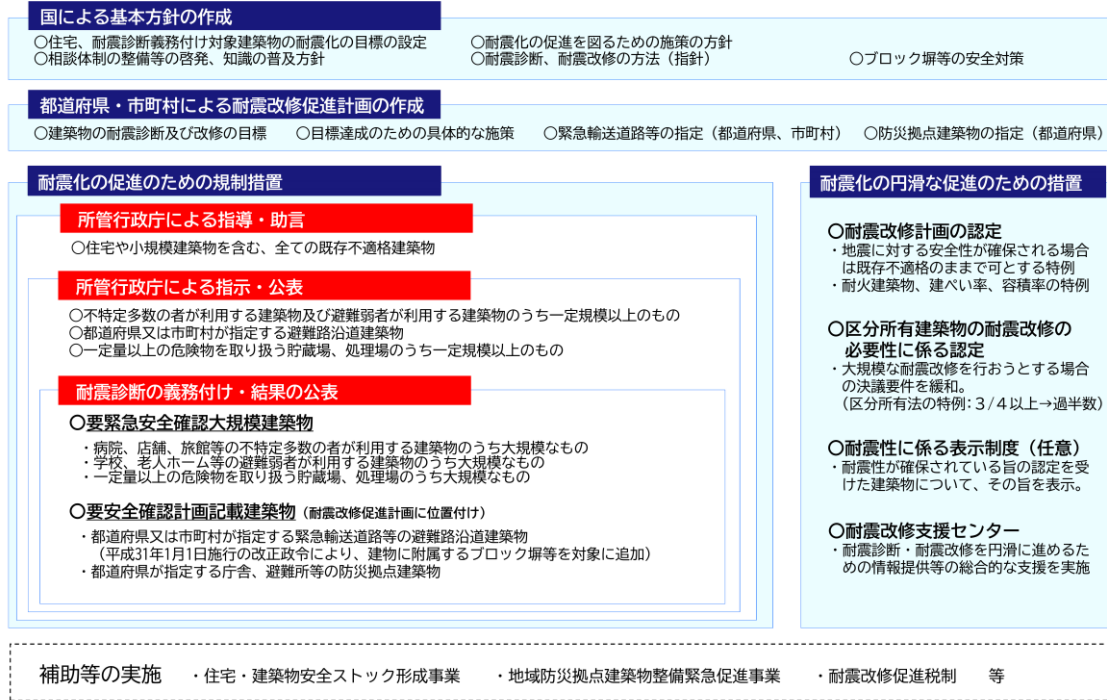 国による基本方針の作成
○住宅、耐震診断義務付け対象建築物の耐震化の目標の設定 ○耐震化の促進を図るための施策の方針
○相談体制の整備等の啓発、知識の普及方針 ○耐震診断、耐震改修の方法（指針） ○ブロック塀等の安全対策
都道府県・市町村による耐震改修促進計画の作成
○建築物の耐震診断及び改修の目標 ○目標達成のための具体的な施策 ○緊急輸送道路等の指定（都道府県、市町村） ○防災拠点建築物の指定（都道府県）
耐震化の促進のための規制措置
所管行政庁による指導・助言
○住宅や小規模建築物を含む、全ての既存不適格建築物
所管行政庁による指示・公表
○不特定多数の者が利用する建築物及び避難弱者が利用する建築物のうち一定規模以上のもの
○都道府県又は市町村が指定する避難路沿道建築物
○一定量以上の危険物を取り扱う貯蔵場、処理場のうち一定規模以上のもの
耐震診断の義務付け・結果の公表
○要緊急安全確認大規模建築物
・病院、店舗、旅館等の不特定多数の者が利用する建築物のうち大規模なもの
・学校、老人ホーム等の避難弱者が利用する建築物のうち大規模なもの
・一定量以上の危険物を取り扱う貯蔵場、処理場のうち大規模なもの
○要安全確認計画記載建築物（耐震改修促進計画に位置付け）
・都道府県又は市町村が指定する緊急輸送道路等の避難路沿道建築物
（平成31年1月1日施行の改正政令により、建物に附属するブロック塀等を対象に追加）
・都道府県が指定する庁舎、避難所等の防災拠点建築物
耐震化の円滑な促進のための措置
○耐震改修計画の認定
・地震に対する安全性が確保される場合
は既存不適格のままで可とする特例
・耐火建築物、建ぺい率、容積率の特例
○区分所有建築物の耐震改修の
必要性に係る認定
・大規模な耐震改修を行おうとする場合
の決議要件を緩和。
（区分所有法の特例：３/４以上→過半数）
○耐震性に係る表示制度（任意）
・耐震性が確保されている旨の認定を受
けた建築物について、その旨を表示。
○耐震改修支援センター
・耐震診断・耐震改修を円滑に進めるた
めの情報提供等の総合的な支援を実施
補助等の実施 ・住宅・建築物安全ストック形成事業 ・地域防災拠点建築物整備緊急促進事業 ・耐震改修促進税制 等